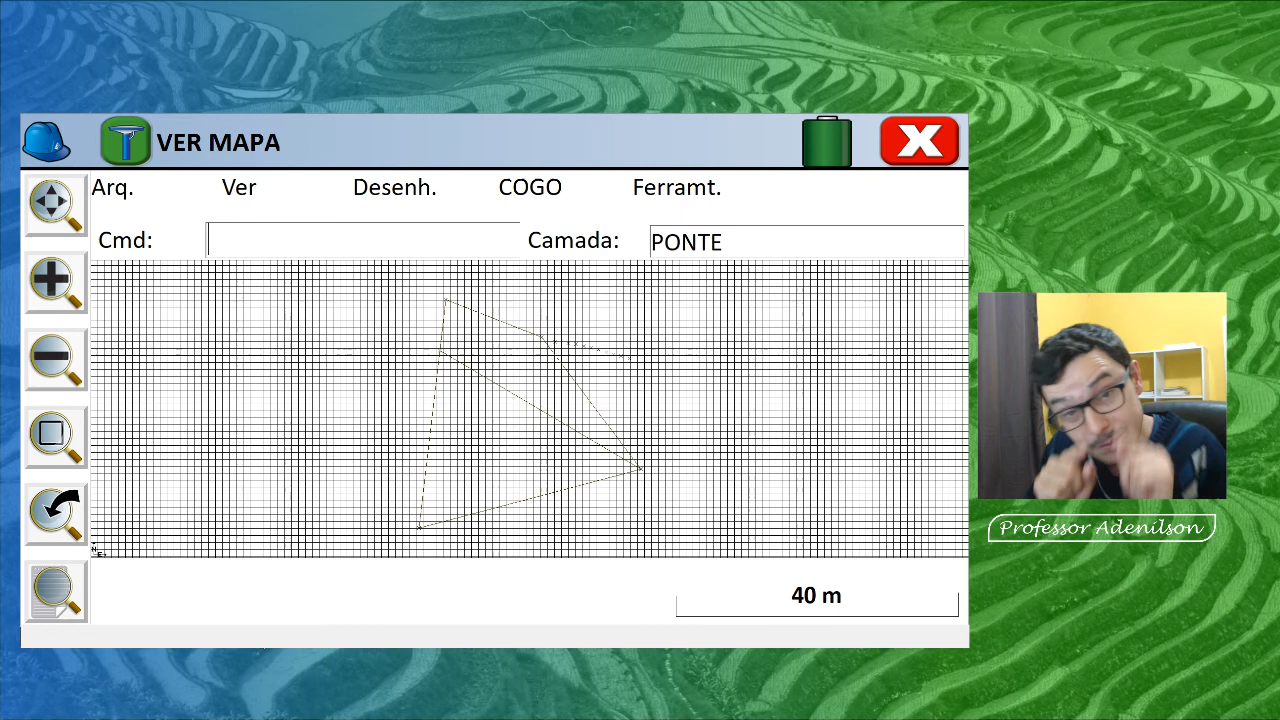 VER MAPA
Arq. Ver Desenh. COGO Ferramt.
Cmd: Camada: PONTE
N
E
40 m
Professor Adenilson